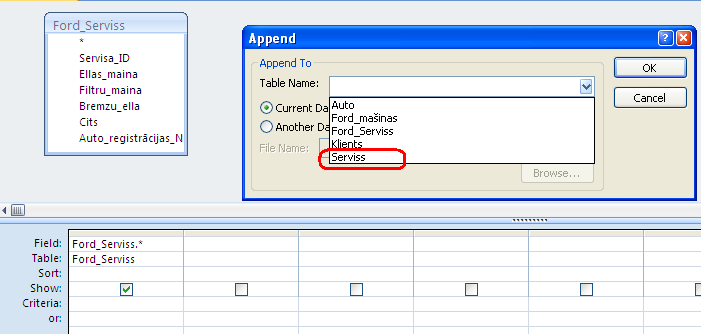 Ford_Serviss
*
Servisa_ID
Ellas_maina
Filtru_maina
Bremzu_ella
Cits
Auto_registrācijas_N
Append
Append To
Table Name:
OK
Auto
Ford_mašīnas
Ford_Serviss
Klients
Serviss
Current Da
Another Da
File Name:
Cancel
Browse...
Field: Ford_Serviss.*
Table: Ford_Serviss
Sort:
Show:
Criteria:
or: